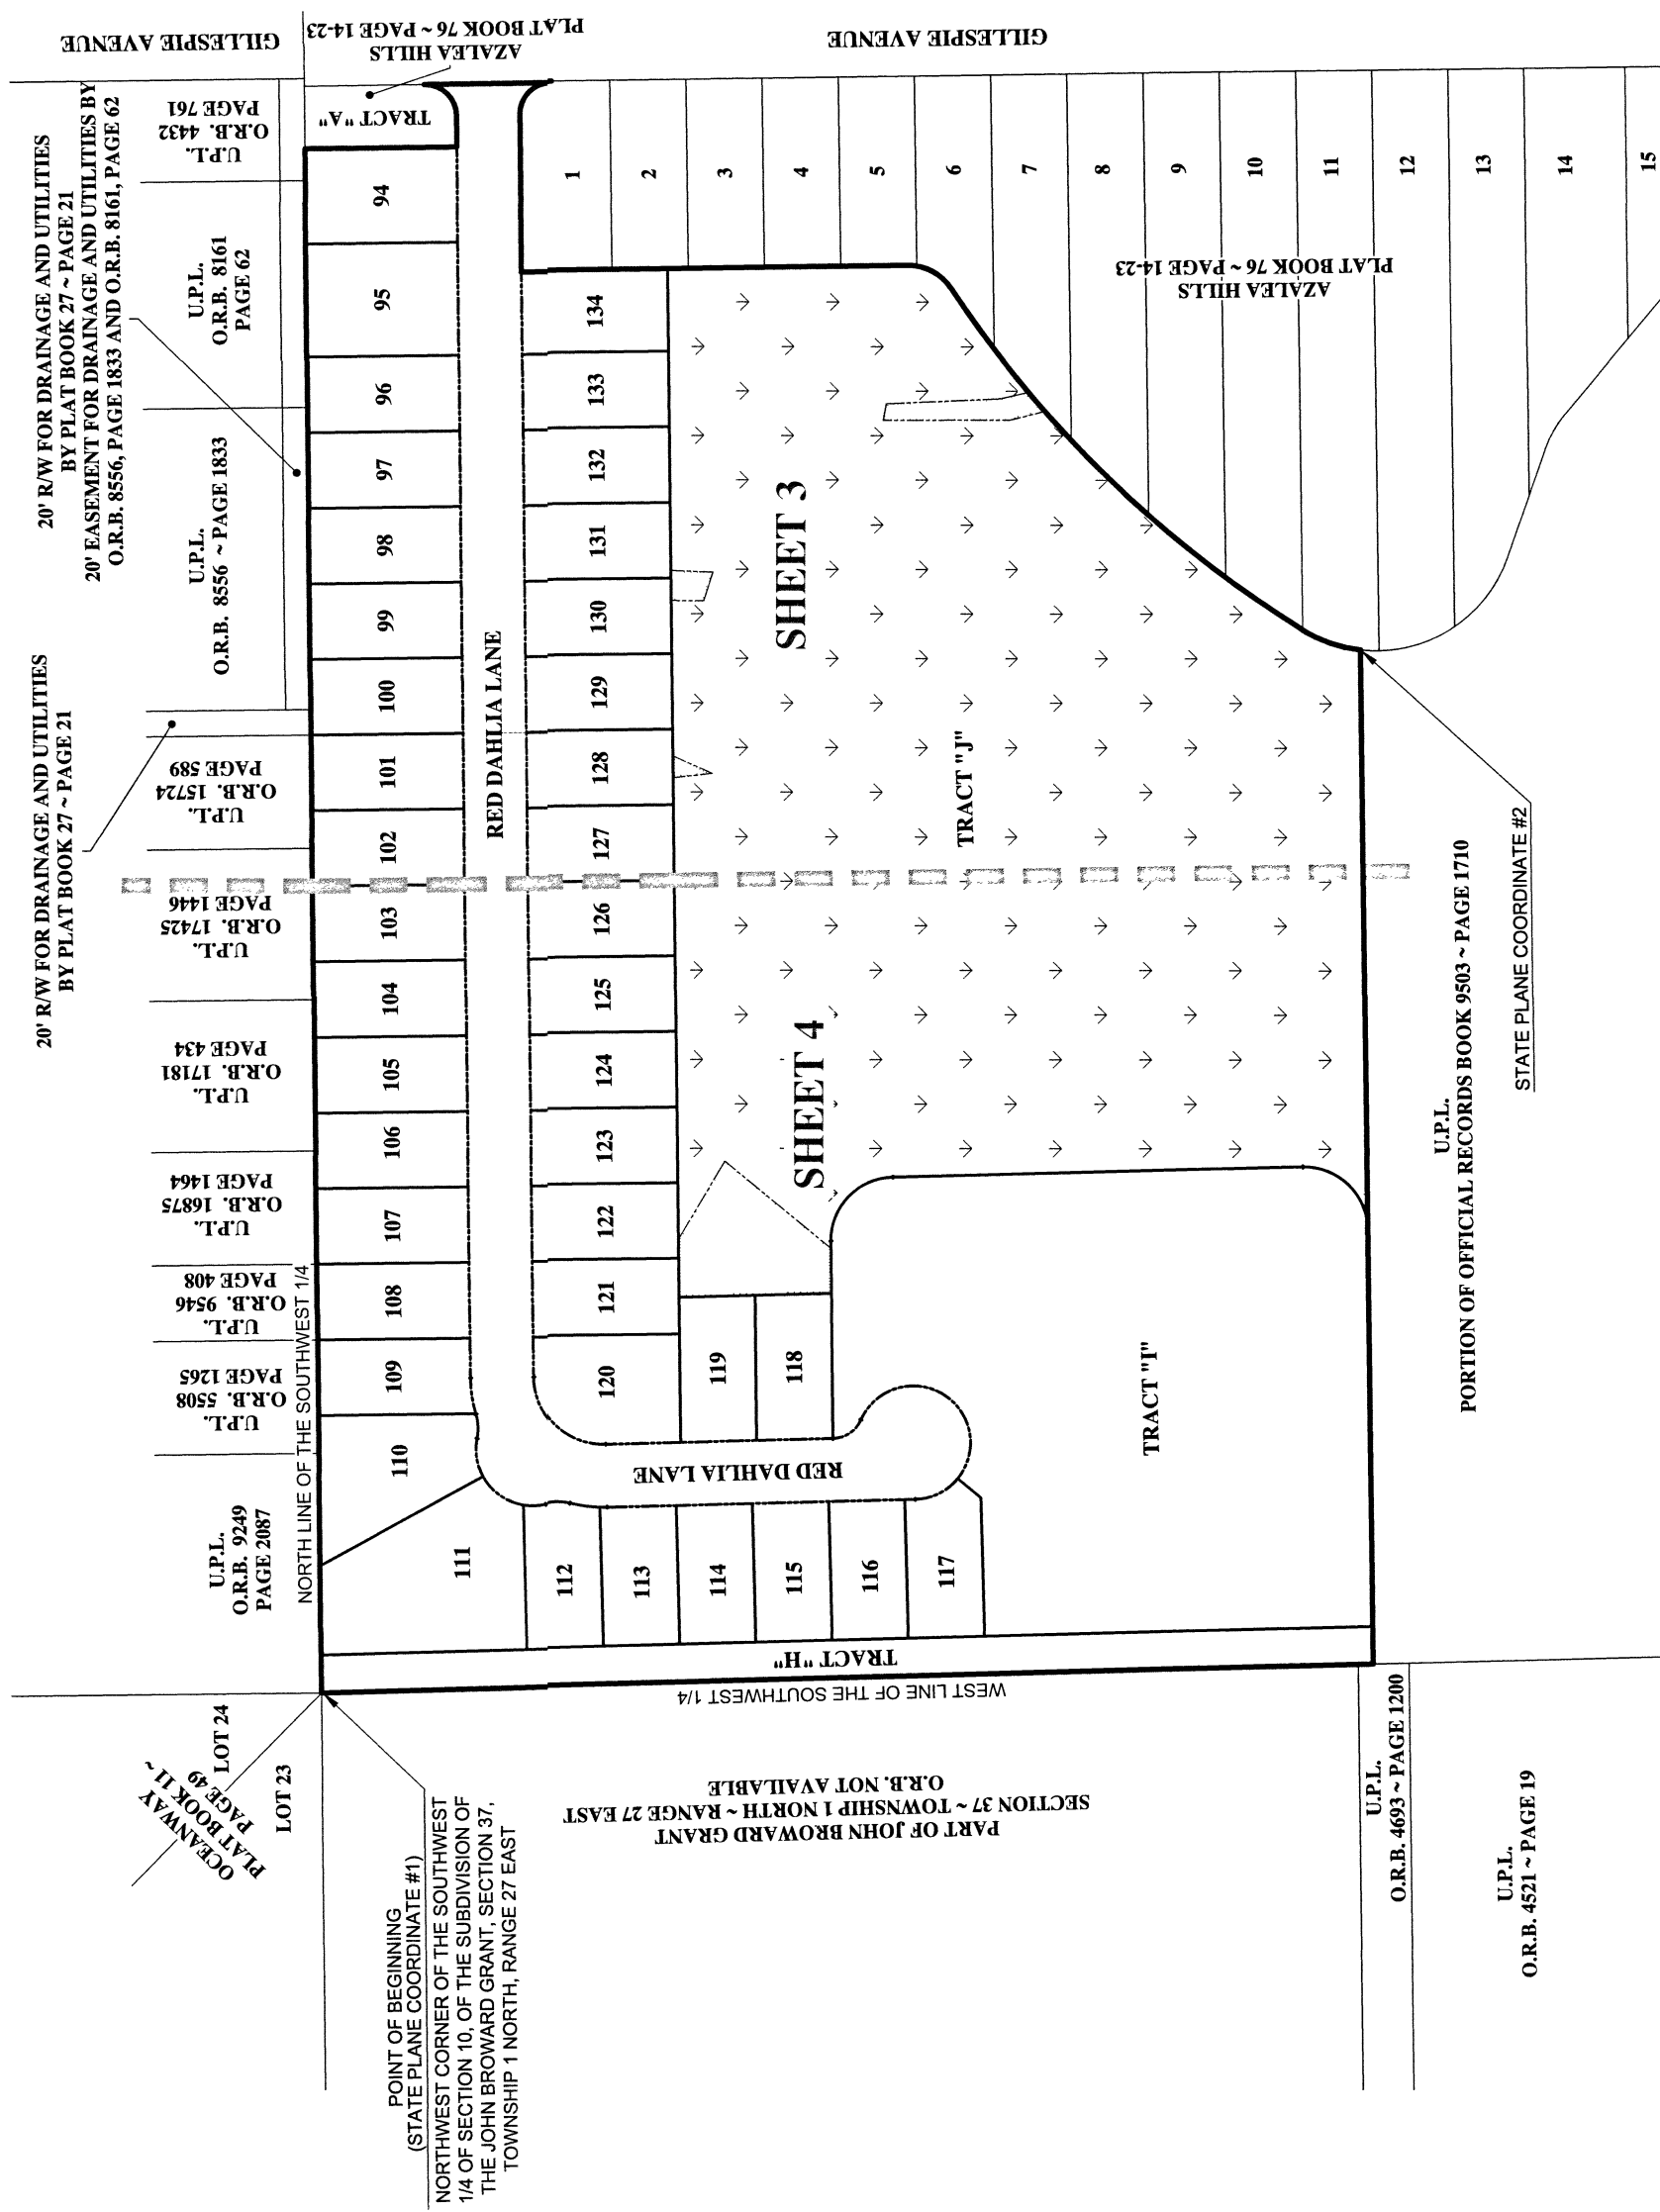 GILLESPIE AVENUE
AZALEA HILLS
PLAT BOOK 76 ~ PAGE 14-23
GILLESPIE AVENUE
20' R/W FOR DRAINAGE AND UTILITIES
BY PLAT BOOK 27 ~ PAGE 21
20' EASEMENT FOR DRAINAGE AND UTILITIES BY
O.R.B. 8556, PAGE 1833 AND O.R.B. 8161, PAGE 62
20' R/W FOR DRAINAGE AND UTILITIES
BY PLAT BOOK 27 ~ PAGE 21
U.P.L.
O.R.B. 9249
PAGE 2087
U.P.L.
O.R.B. 5508
PAGE 1265
U.P.L.
O.R.B. 9546
PAGE 408
U.P.L.
O.R.B. 16875
PAGE 1464
U.P.L.
O.R.B. 17181
PAGE 434
U.P.L.
O.R.B. 17425
PAGE 1446
U.P.L.
O.R.B. 15724
PAGE 589
U.P.L.
O.R.B. 8556 ~ PAGE 1833
U.P.L.
O.R.B. 8161
PAGE 62
U.P.L.
O.R.B. 4432
PAGE 761
NORTH LINE OF THE SOUTHWEST 1/4
TRACT "A"
94
95
96
97
98
99
100
101
102
103
104
105
106
107
108
109
110
111
112
113
114
115
116
117
RED DAHLIA LANE
RED DAHLIA LANE
118
119
120
121
122
123
124
125
126
127
128
129
130
131
132
133
134
1
2
3
4
5
6
7
8
9
10
11
12
13
14
15
AZALEA HILLS
PLAT BOOK 76 ~ PAGE 14-23
SHEET 3
SHEET 4
TRACT "J"
TRACT "I"
TRACT "H"
WEST LINE OF THE SOUTHWEST 1/4
STATE PLANE COORDINATE #2
U.P.L.
PORTION OF OFFICIAL RECORDS BOOK 9503 ~ PAGE 1710
OCEANWAY
PLAT BOOK 11 ~
PAGE 49
LOT 24
LOT 23
POINT OF BEGINNING
(STATE PLANE COORDINATE #1)
NORTHWEST CORNER OF THE SOUTHWEST
1/4 OF SECTION 10, OF THE SUBDIVISION OF
THE JOHN BROWARD GRANT, SECTION 37,
TOWNSHIP 1 NORTH, RANGE 27 EAST
PART OF JOHN BROWARD GRANT
SECTION 37 ~ TOWNSHIP 1 NORTH ~ RANGE 27 EAST
O.R.B. NOT AVAILABLE
U.P.L.
O.R.B. 4693 ~ PAGE 1200
U.P.L.
O.R.B. 4521 ~ PAGE 19